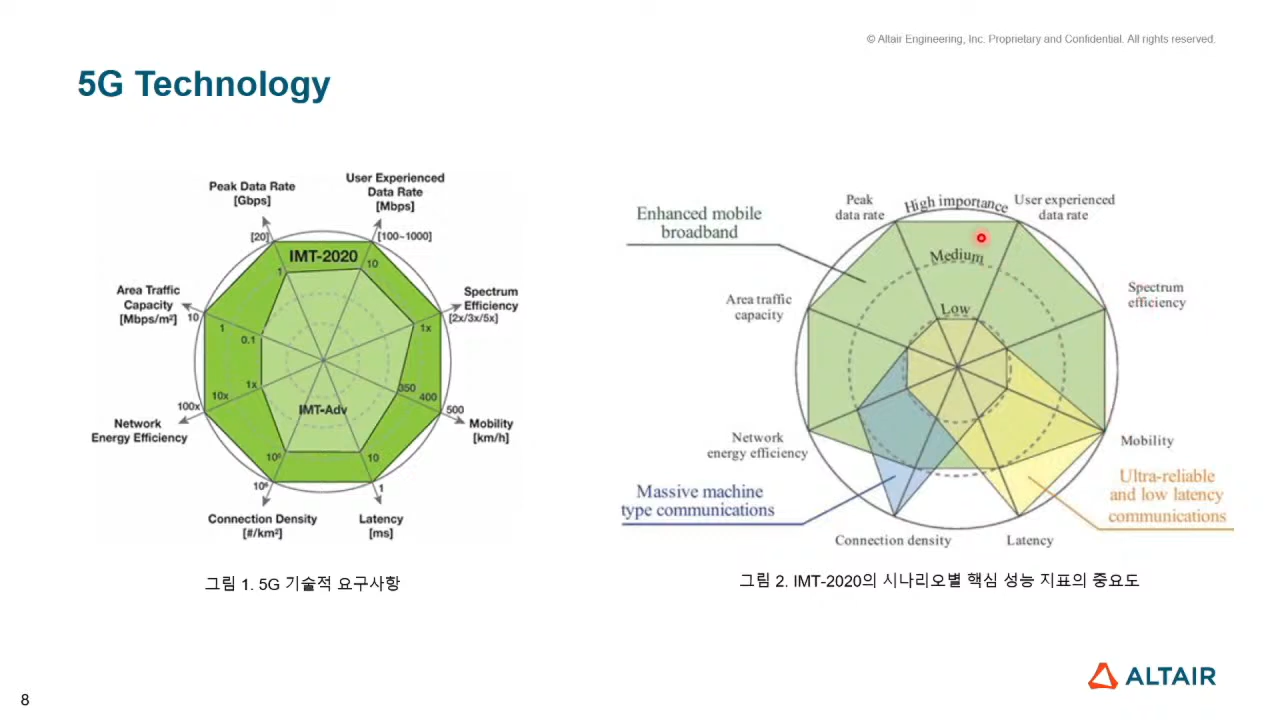 © Altair Engineering, Inc. Proprietary and Confidential. All rights reserved.
5G Technology
Peak Data Rate
[Gbps]
User Experienced
Data Rate
[Mbps]
[20]
[100~1000]
IMT-2020
1
10
Area Traffic
Capacity
[Mbps/m²]
10
1
0.1
Spectrum
Efficiency
[2x/3x/5x]
1x
1x
10x
100x
350
400
500
IMT-Adv
Network
Energy Efficiency
Mobility
[km/h]
10⁵
10⁶
10
1
Connection Density
[#/km²]
Latency
[ms]
그림 1. 5G 기술적 요구사항
Peak
data rate
High importance
User experienced
data rate
Enhanced mobile
broadband
Medium
Area traffic
capacity
Low
Spectrum
efficiency
Network
energy efficiency
Mobility
Massive machine
type communications
Ultra-reliable
and low latency
communications
Connection density
Latency
그림 2. IMT-2020의 시나리오별 핵심 성능 지표의 중요도
ALTAIR
8